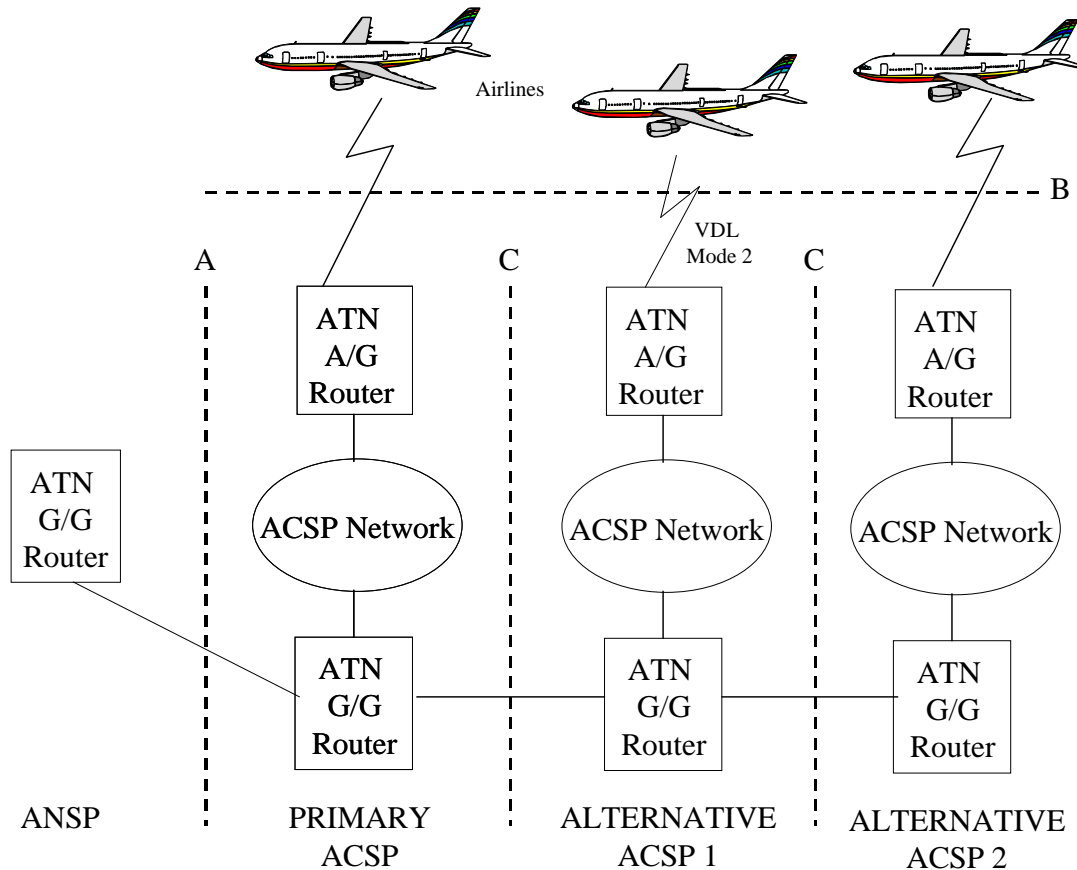 Airlines
B
VDL
Mode 2
A
C
C
ATN
A/G
Router
ATN
A/G
Router
ATN
A/G
Router
ATN
G/G
Router
ACSP Network
ACSP Network
ACSP Network
ATN
G/G
Router
ATN
G/G
Router
ATN
G/G
Router
ANSP
PRIMARY
ACSP
ALTERNATIVE
ACSP 1
ALTERNATIVE
ACSP 2